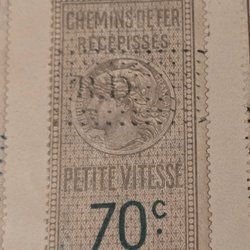 CHEMINS DE FER
RÉCÉPISSÉS
R.D
PETITE VITESSE
70c.